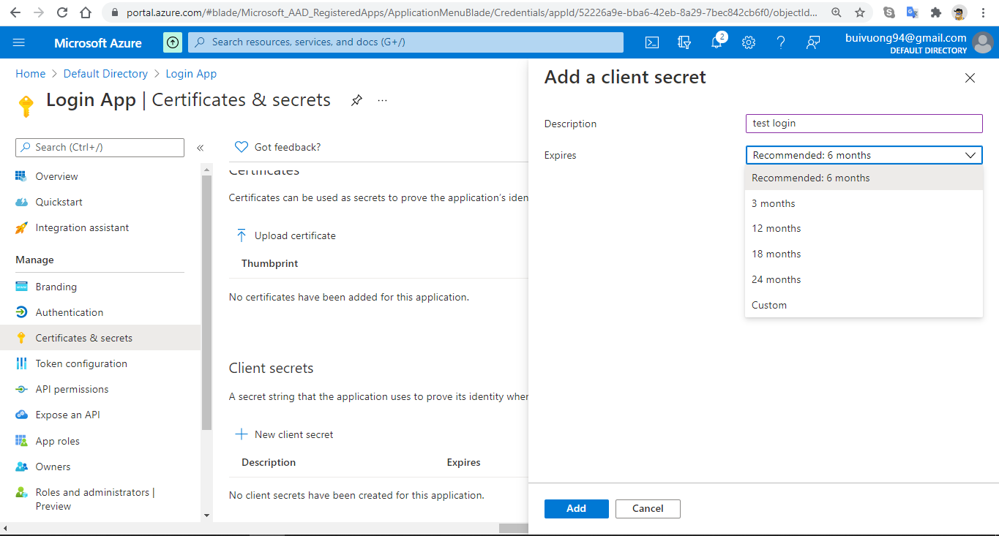 portal.azure.com/#blade/Microsoft_AAD_RegisteredApps/ApplicationMenuBlade/Credentials/appId/52226a9e-bba6-42eb-8a29-7bec842cb6f0/objectId...
Microsoft Azure
Search resources, services, and docs (G+/)
2
buivuong94@gmail.com
DEFAULT DIRECTORY
Home > Default Directory > Login App
Login App | Certificates & secrets
...
Search (Ctrl+/)
«
Overview
Quickstart
Integration assistant
Manage
Branding
Authentication
Certificates & secrets
Token configuration
API permissions
Expose an API
App roles
Owners
Roles and administrators |
Preview
Got feedback?
Certificates
Certificates can be used as secrets to prove the application's iden
Upload certificate
Thumbprint
No certificates have been added for this application.
Client secrets
A secret string that the application uses to prove its identity wher
New client secret
Description Expires
No client secrets have been created for this application.
Add a client secret
Description
test login
Expires
Recommended: 6 months
Recommended: 6 months
3 months
12 months
18 months
24 months
Custom
Add Cancel